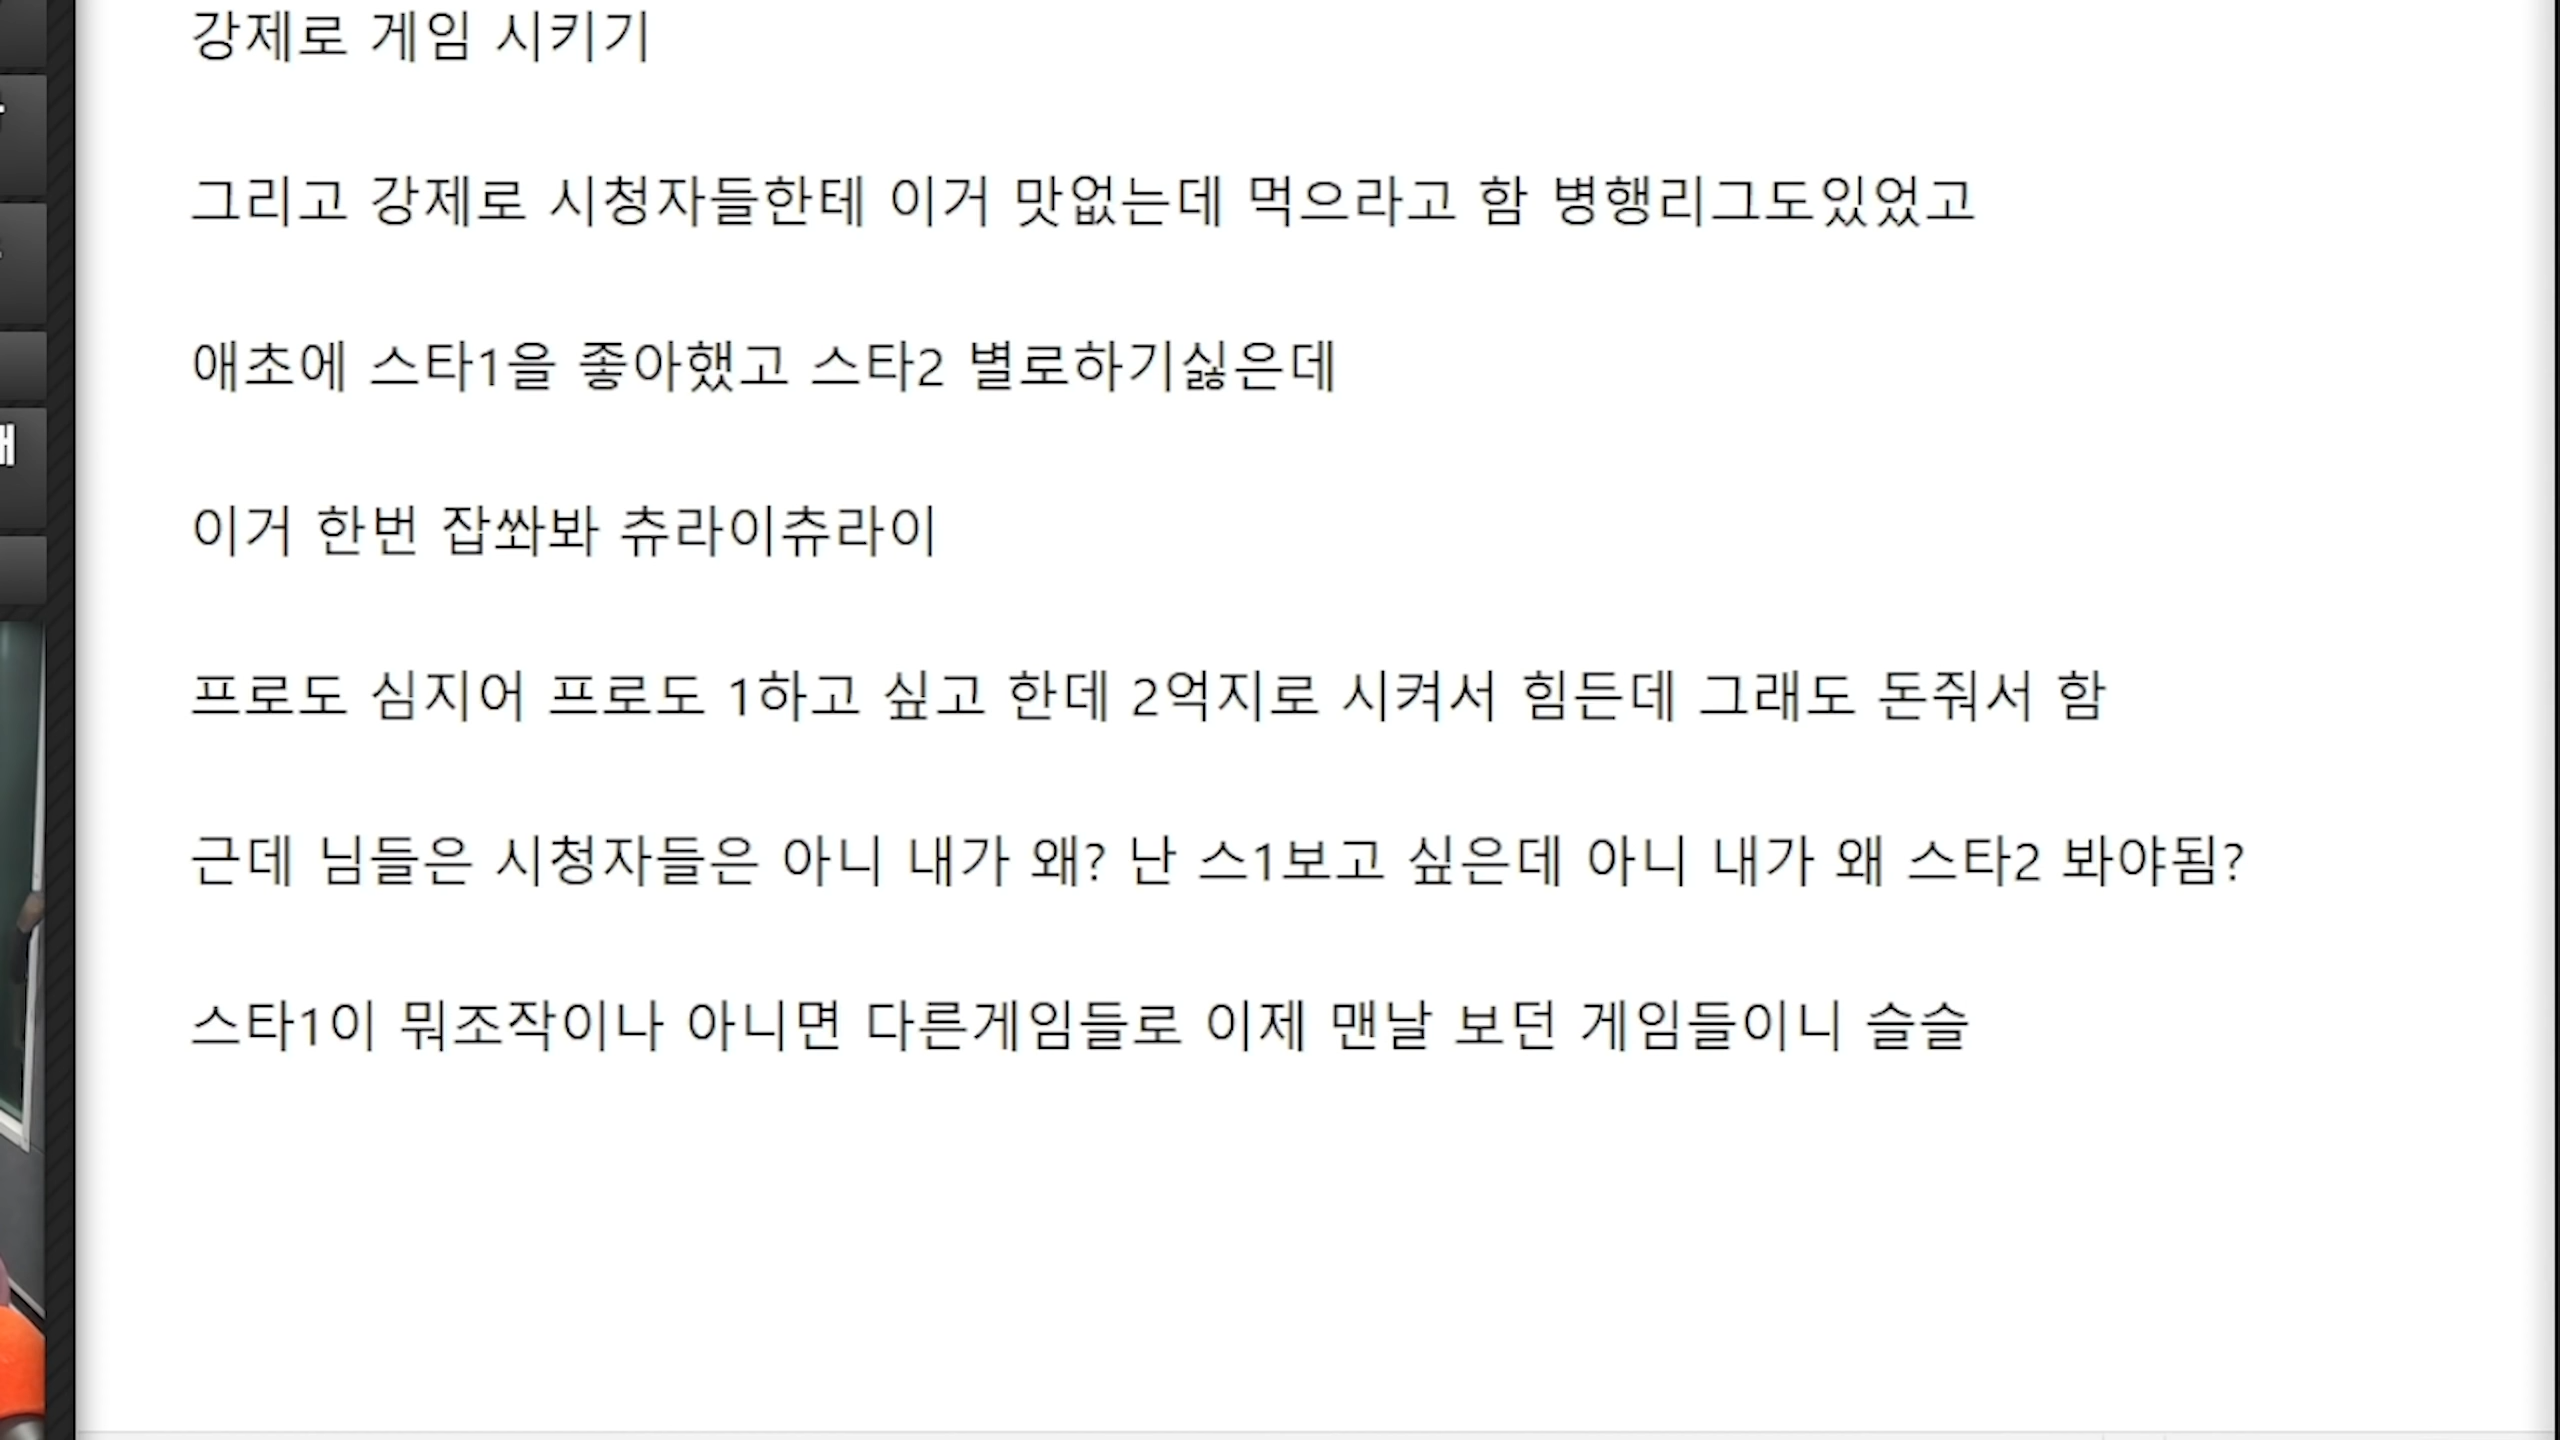 강제로 게임 시키기
그리고 강제로 시청자들한테 이거 맛없는데 먹으라고 함 병행리그도있었고
애초에 스타1을 좋아했고 스타2 별로하기싫은데
이거 한번 잡쏴봐 츄라이츄라이
프로도 심지어 프로도 1하고 싶고 한데 2억지로 시켜서 힘든데 그래도 돈줘서 함
근데 님들은 시청자들은 아니 내가 왜? 난 스1보고 싶은데 아니 내가 왜 스타2 봐야됨?
스타1이 뭐조작이나 아니면 다른게임들로 이제 맨날 보던 게임들이니 슬슬